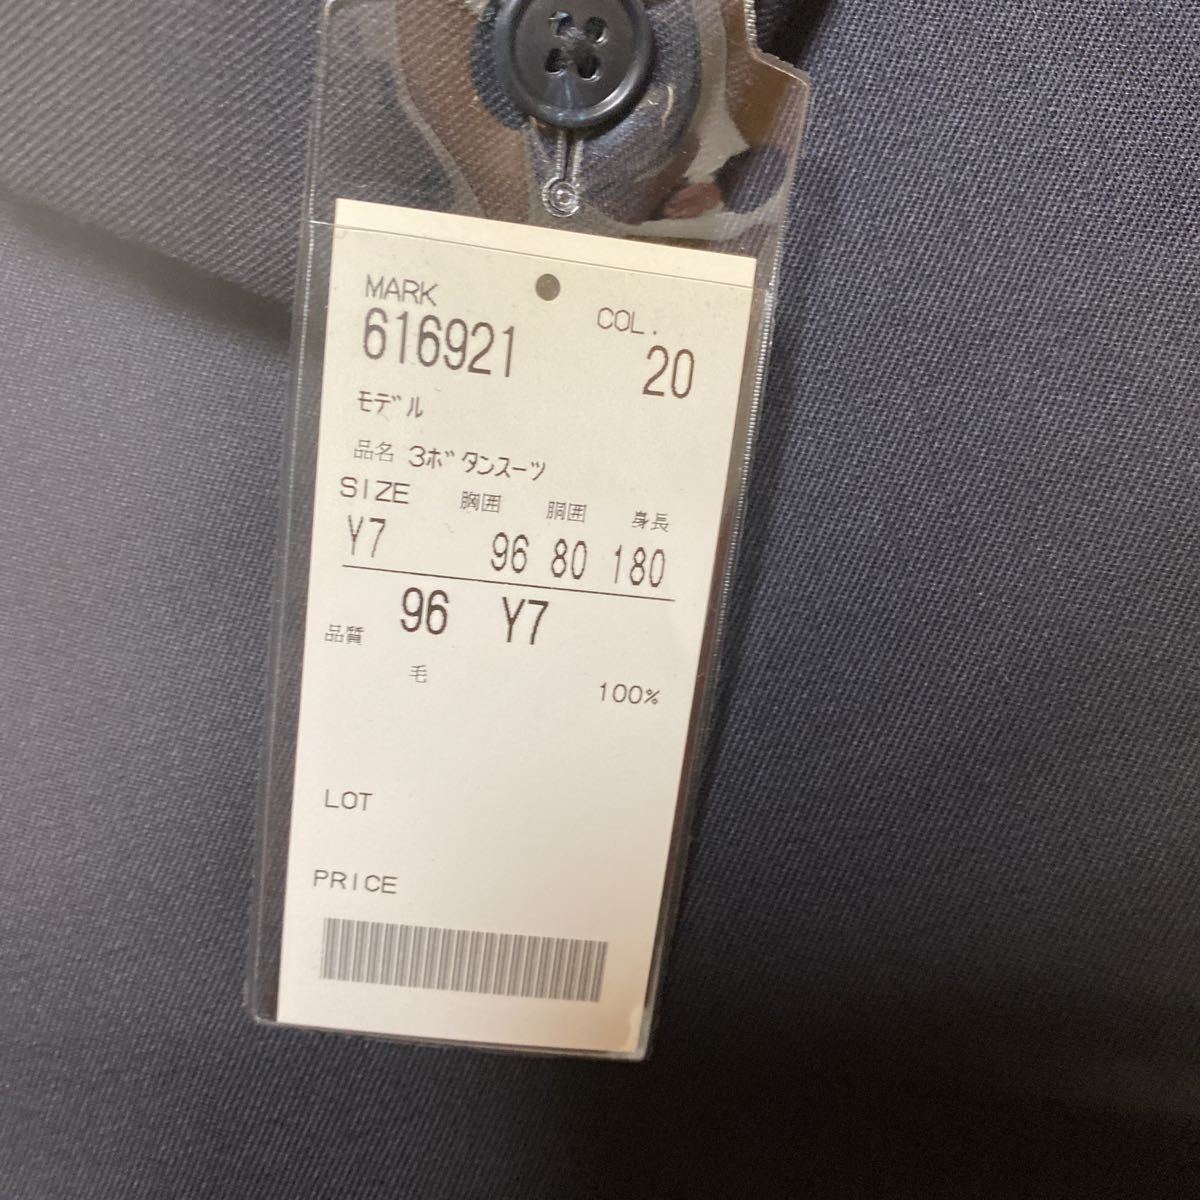 MARK COL.
616921 20
モデル
品名 3ボタンスーツ
SIZE 胸囲 胴囲 身長
Y7 96 80 180
96 Y7
品質
毛 100%
LOT
PRICE